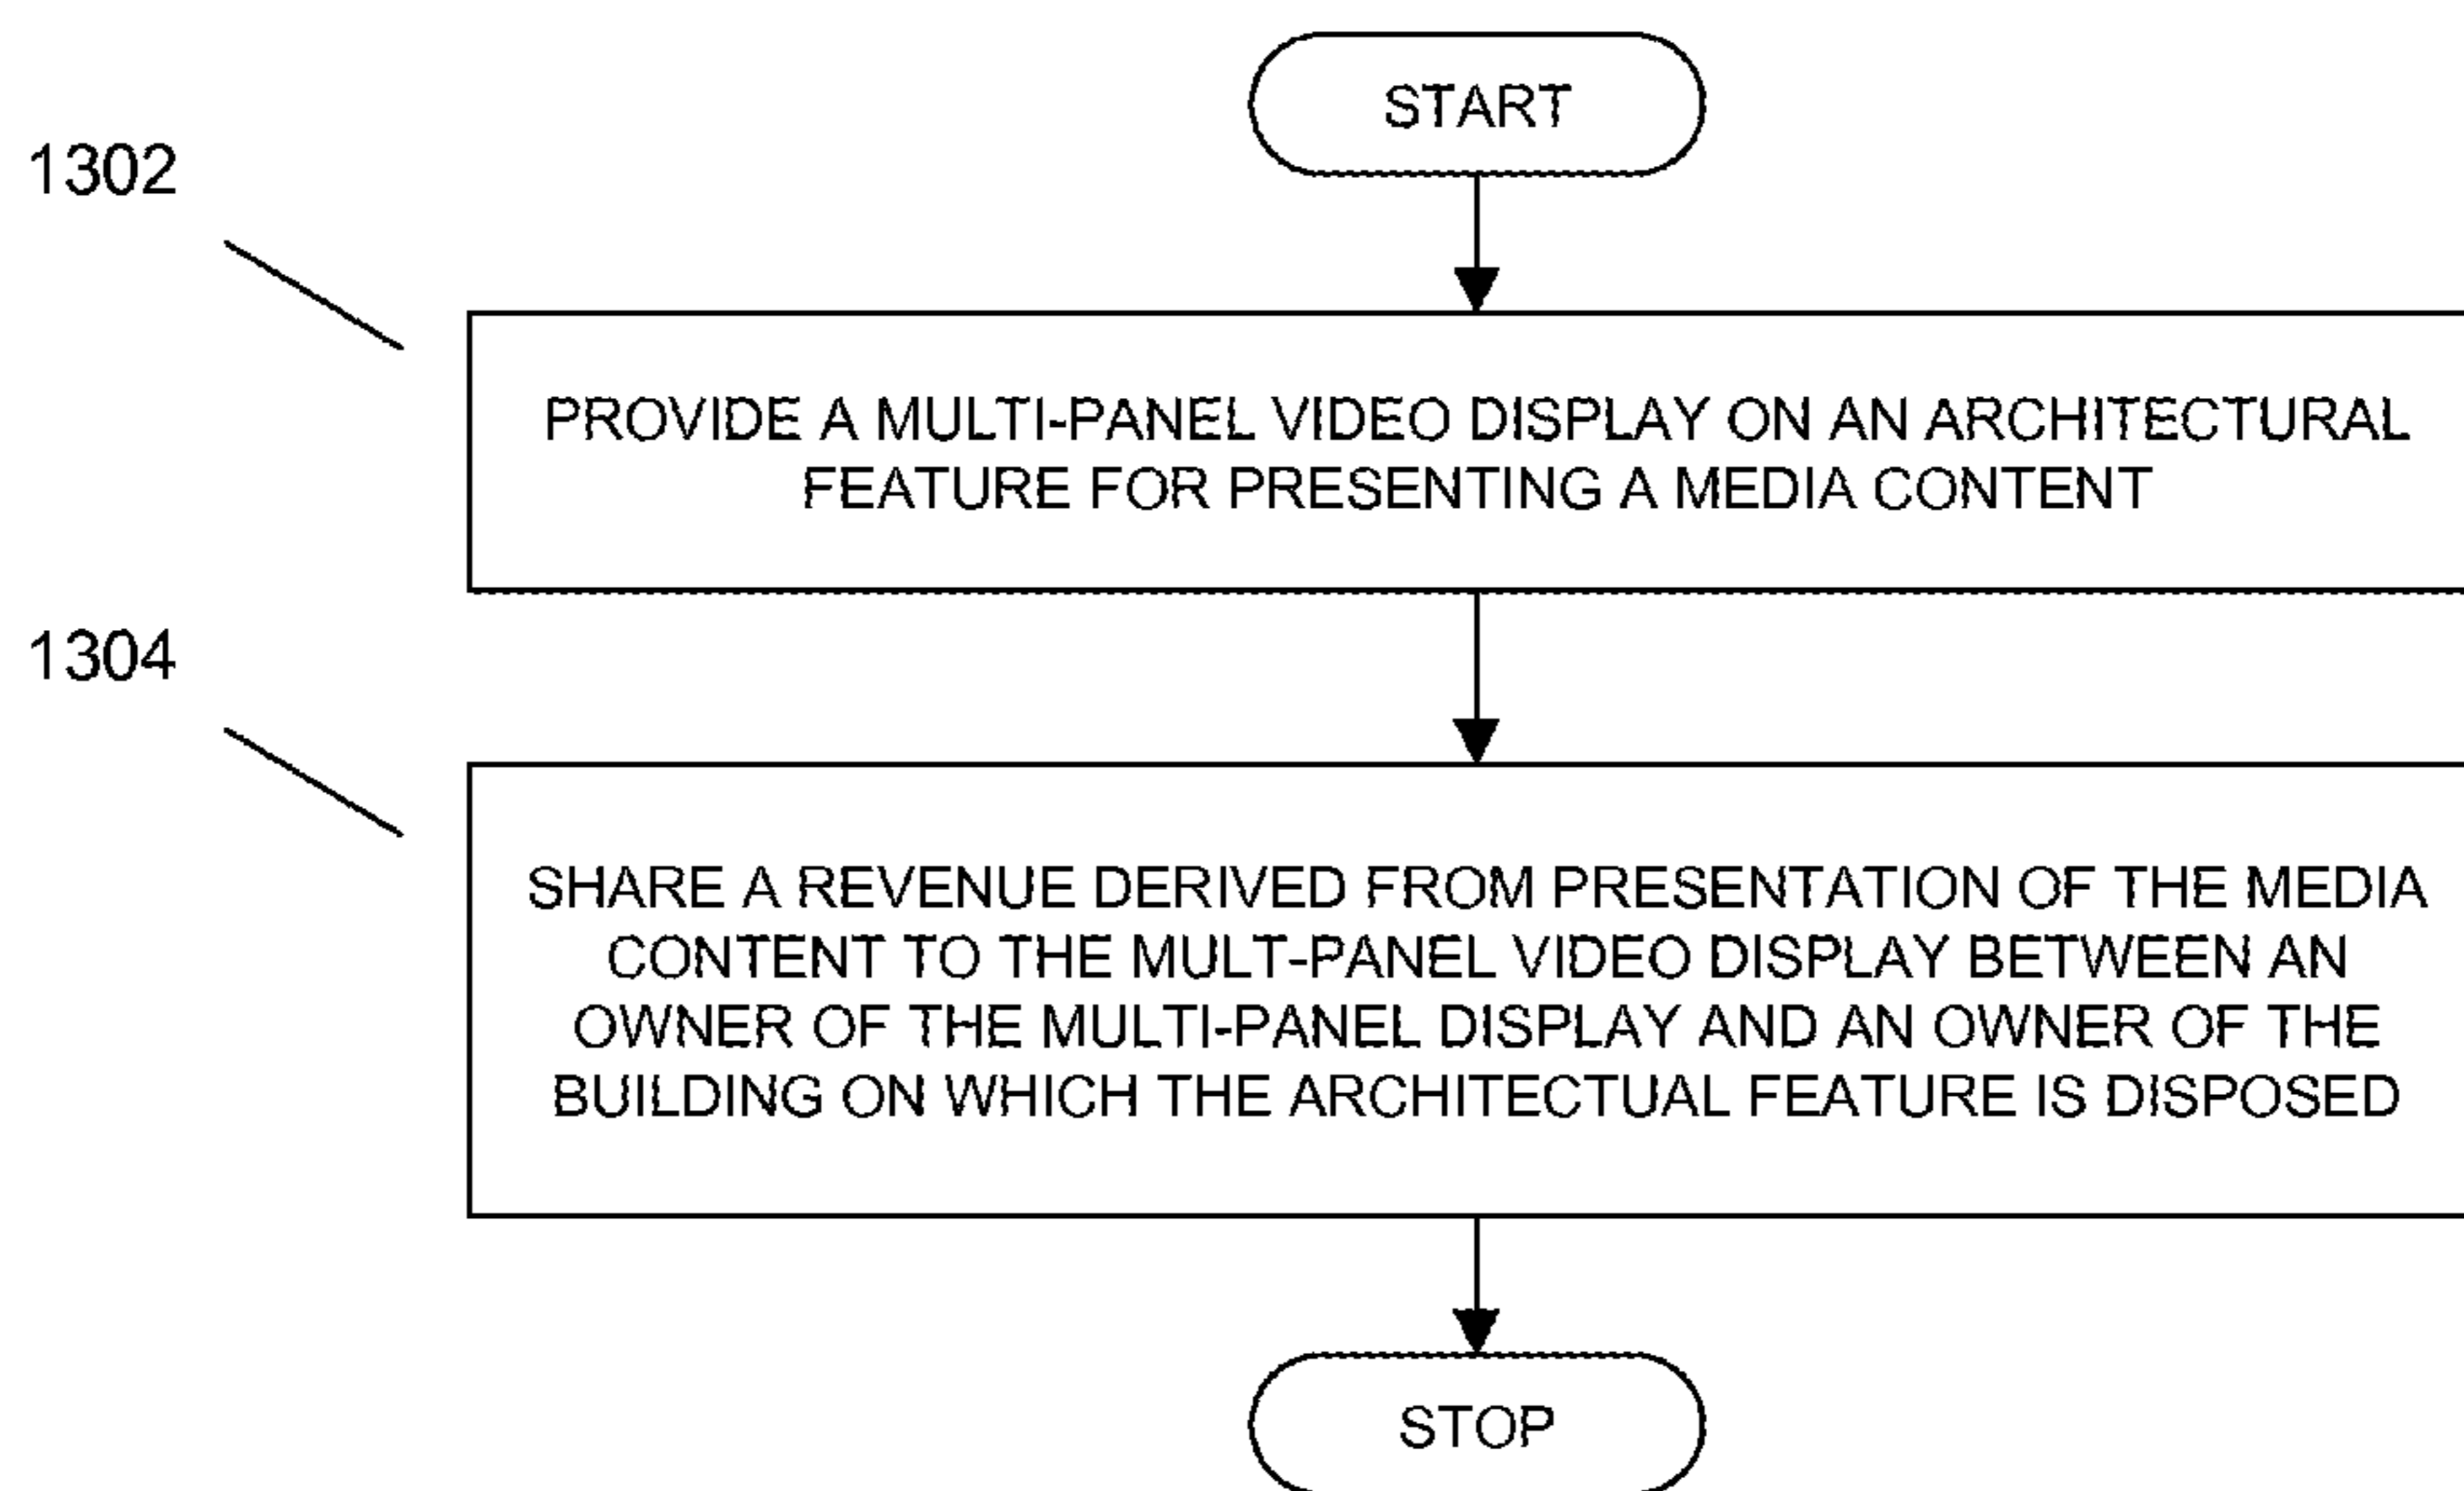 START
1302
PROVIDE A MULTI-PANEL VIDEO DISPLAY ON AN ARCHITECTURAL
FEATURE FOR PRESENTING A MEDIA CONTENT
1304
SHARE A REVENUE DERIVED FROM PRESENTATION OF THE MEDIA
CONTENT TO THE MULT-PANEL VIDEO DISPLAY BETWEEN AN
OWNER OF THE MULTI-PANEL DISPLAY AND AN OWNER OF THE
BUILDING ON WHICH THE ARCHITECTUAL FEATURE IS DISPOSED
STOP